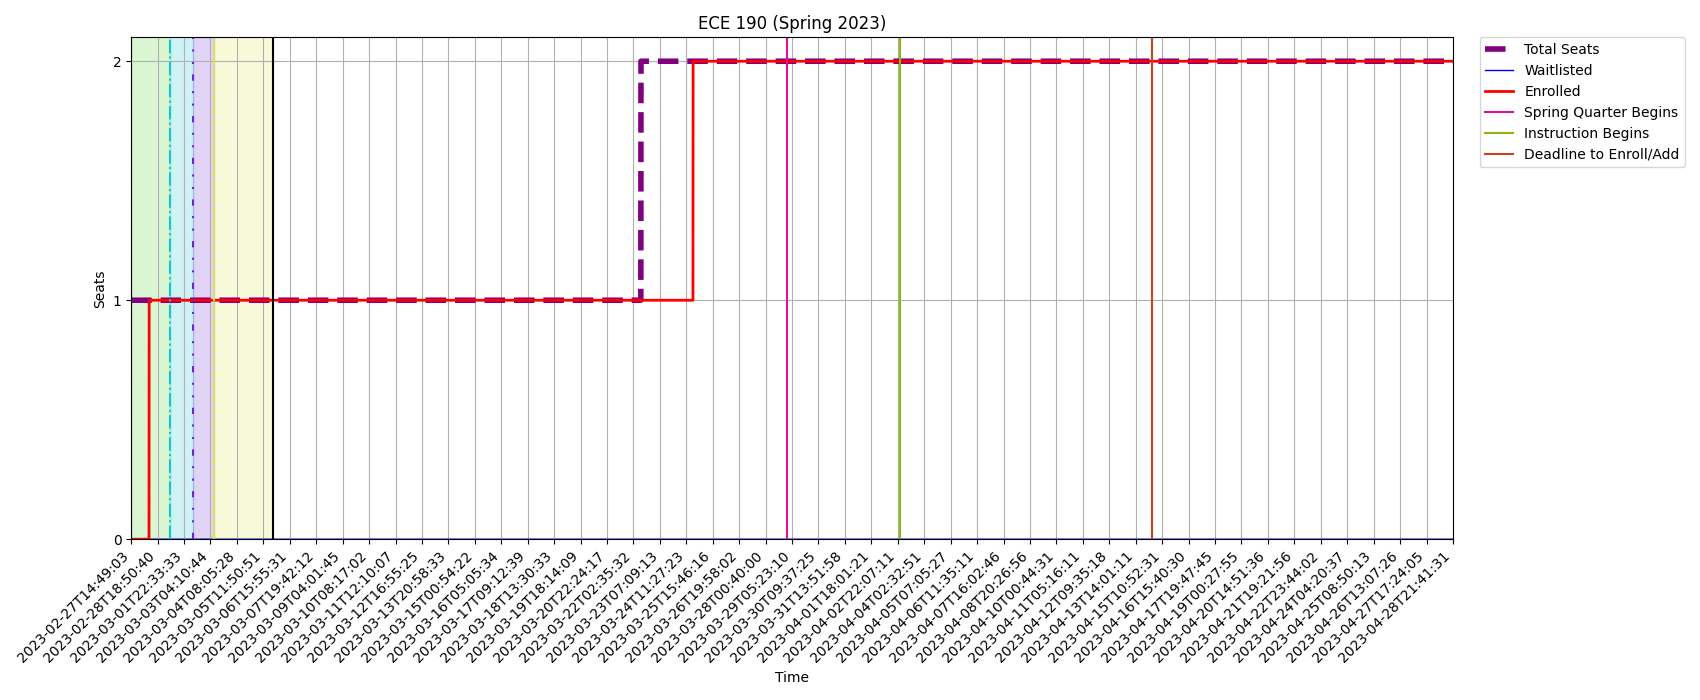 ECE 190 (Spring 2023)
Total Seats
Waitlisted
Enrolled
Spring Quarter Begins
Instruction Begins
Deadline to Enroll/Add
Seats
2
1
0
2023-02-27T14:49:03
2023-02-28T18:50:40
2023-03-01T22:33:33
2023-03-03T04:10:44
2023-03-04T08:05:28
2023-03-05T11:50:51
2023-03-06T15:55:31
2023-03-07T19:42:12
2023-03-09T04:01:45
2023-03-10T08:17:02
2023-03-11T12:10:07
2023-03-12T16:55:25
2023-03-13T20:58:33
2023-03-15T00:54:22
2023-03-16T05:05:34
2023-03-17T09:12:39
2023-03-18T13:30:33
2023-03-19T18:14:09
2023-03-20T22:24:17
2023-03-22T02:35:32
2023-03-23T07:09:13
2023-03-24T11:27:23
2023-03-25T15:46:16
2023-03-26T19:58:02
2023-03-28T00:40:00
2023-03-29T05:23:10
2023-03-30T09:37:25
2023-03-31T13:51:58
2023-04-01T18:01:21
2023-04-02T22:07:11
2023-04-04T02:32:51
2023-04-05T07:05:27
2023-04-06T11:35:11
2023-04-07T16:02:46
2023-04-08T20:26:56
2023-04-10T00:44:31
2023-04-11T05:16:11
2023-04-12T09:35:18
2023-04-13T14:01:11
2023-04-15T10:52:31
2023-04-16T15:40:30
2023-04-17T19:47:45
2023-04-19T00:27:55
2023-04-20T14:51:36
2023-04-21T19:21:56
2023-04-22T23:44:02
2023-04-24T04:20:37
2023-04-25T08:50:13
2023-04-26T13:07:26
2023-04-27T17:24:05
2023-04-28T21:41:31
Time